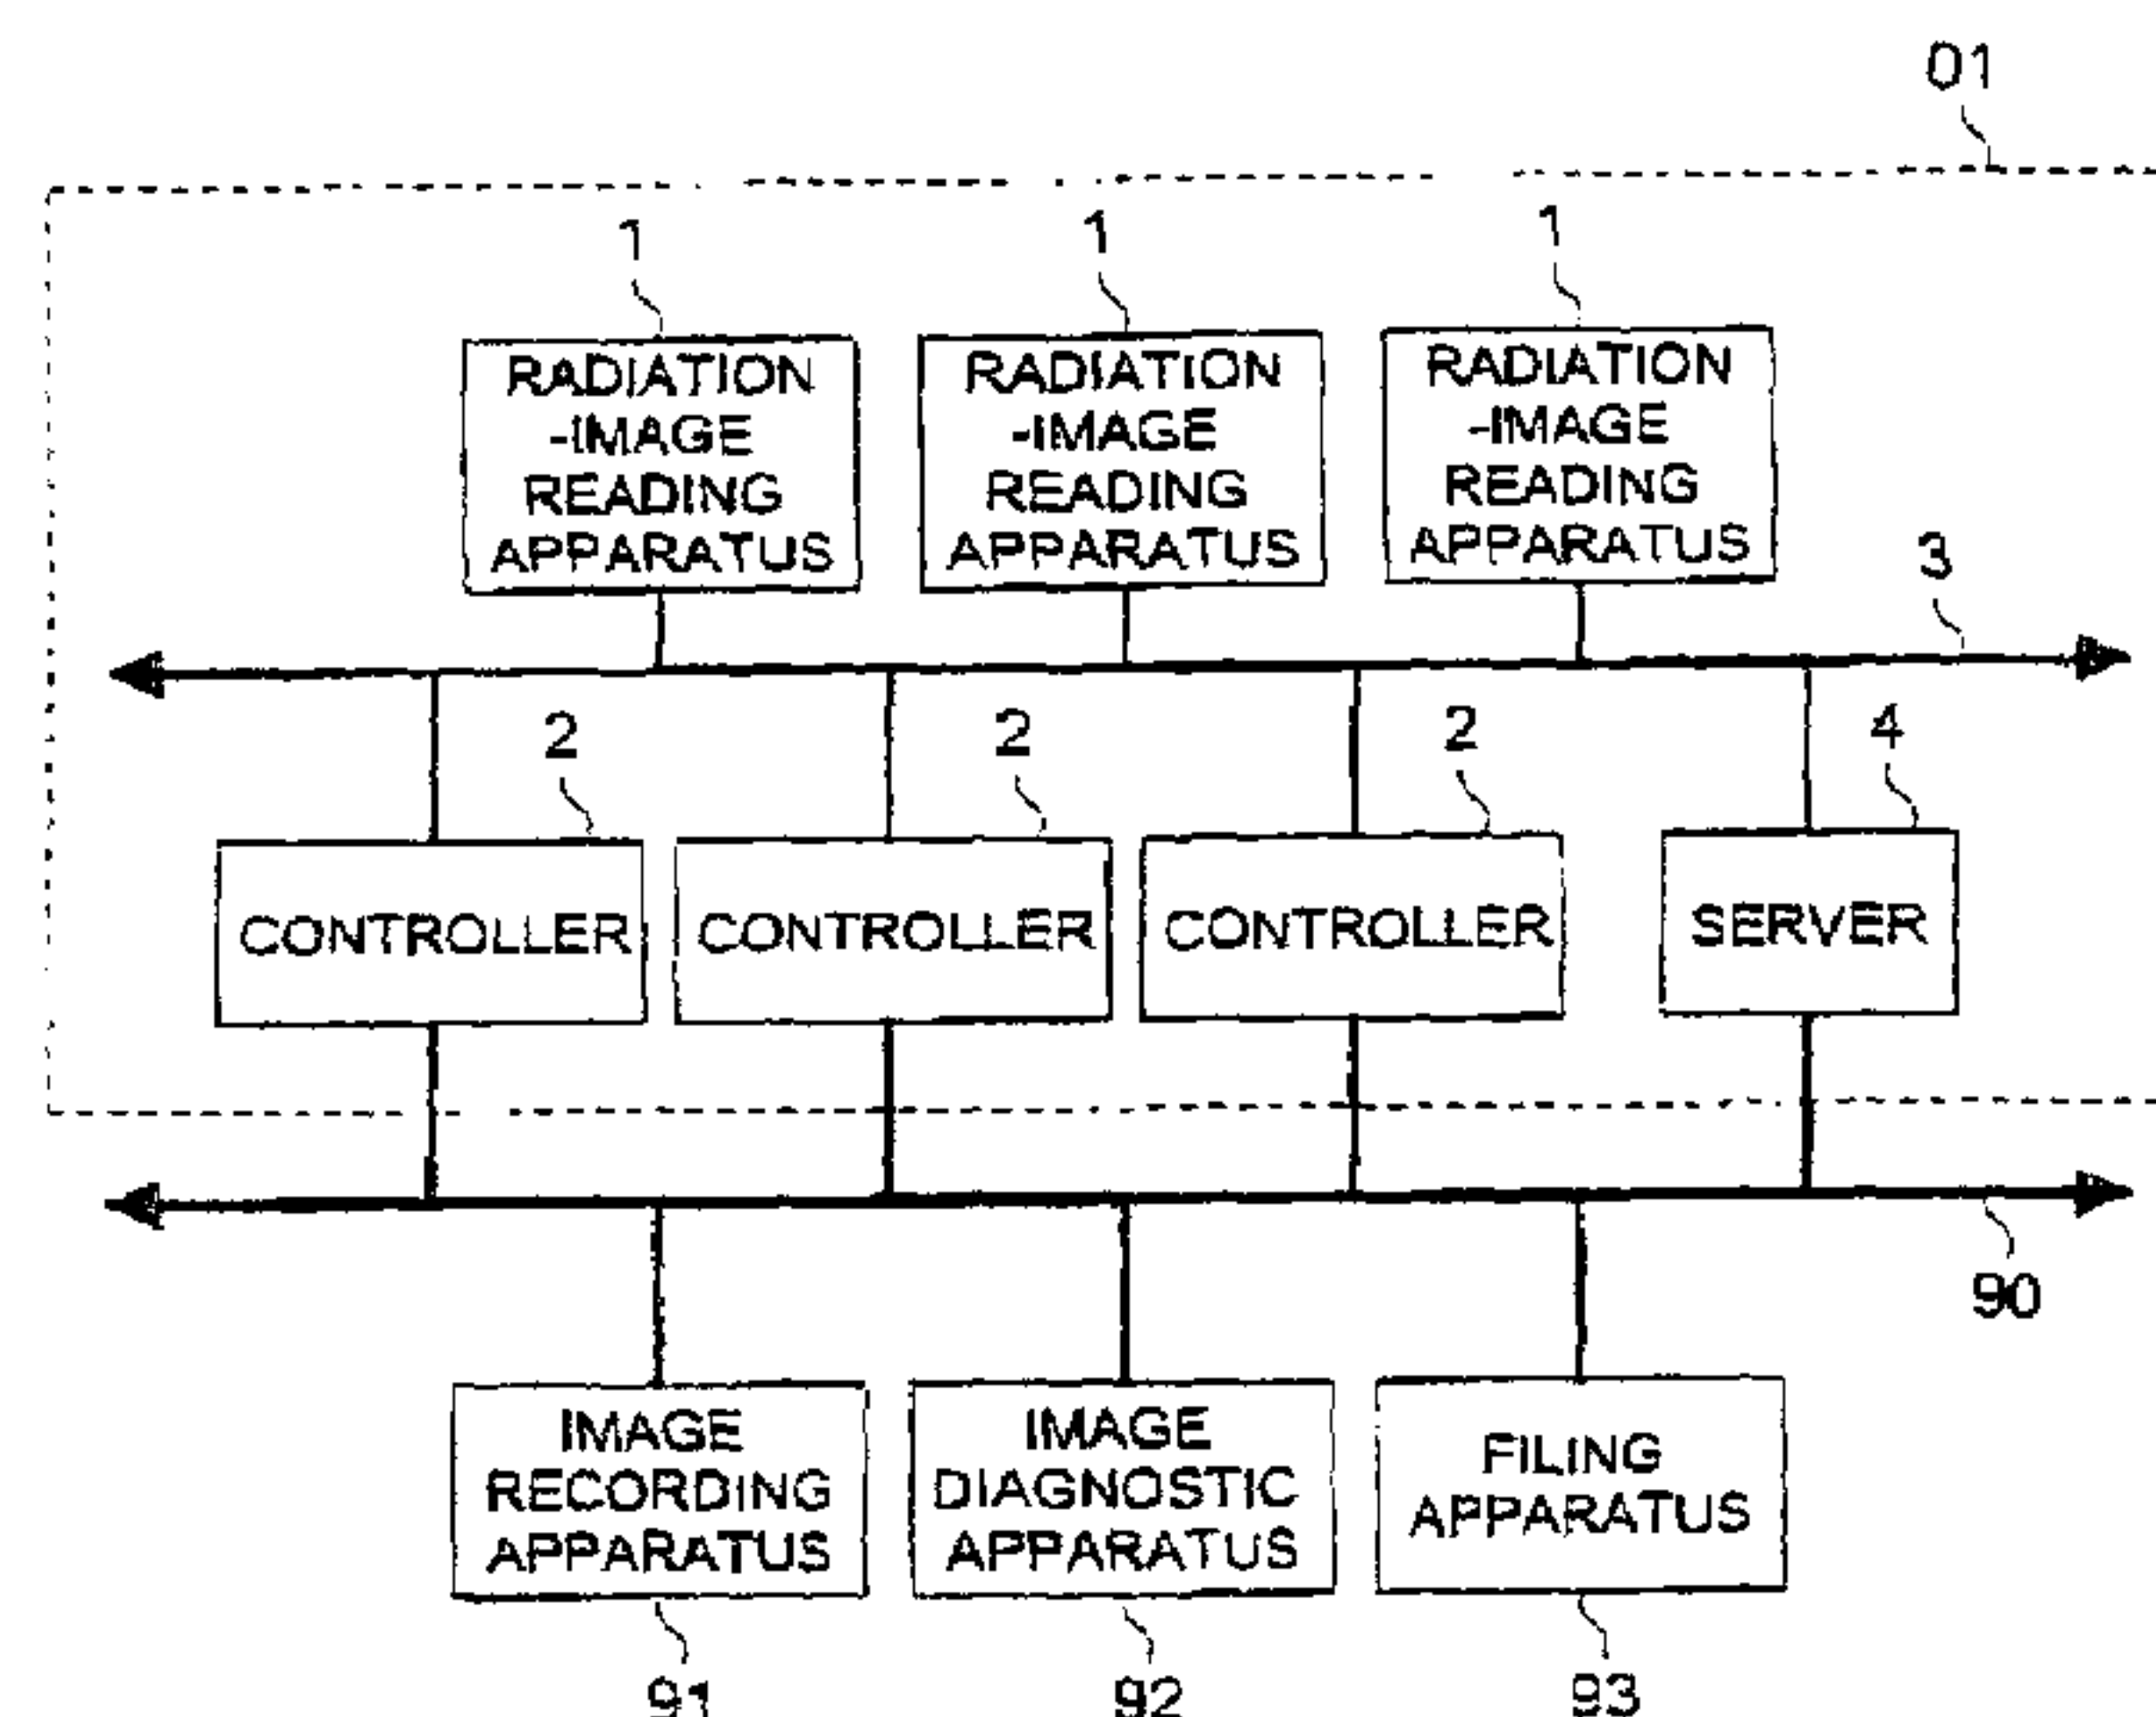 01
1 1 1
RADIATION
-IMAGE
READING
APPARATUS
RADIATION
-IMAGE
READING
APPARATUS
RADIATION
-IMAGE
READING
APPARATUS
3
2 2 2 4
CONTROLLER
CONTROLLER
CONTROLLER
SERVER
90
IMAGE
RECORDING
APPARATUS
IMAGE
DIAGNOSTIC
APPARATUS
FILING
APPARATUS
91 92 93